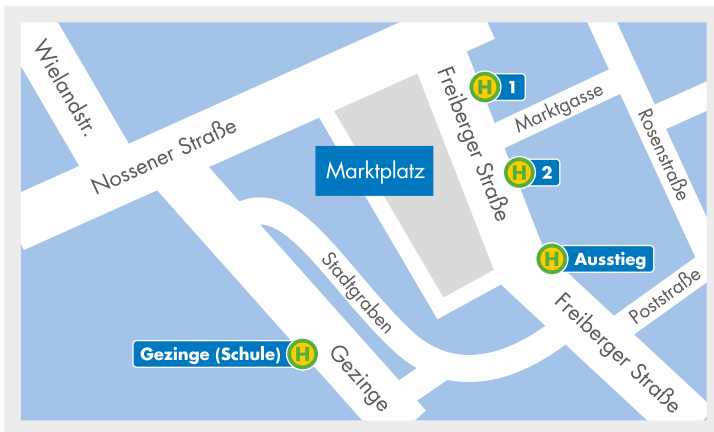 Wielandstr.
Nossener Straße
Freiberger Straße
H 1
Marktgasse
Rosenstraße
Marktplatz
H 2
Stadtgraben
H Ausstieg
Poststraße
Freiberger Straße
Gezinge (Schule) H
Gezinge